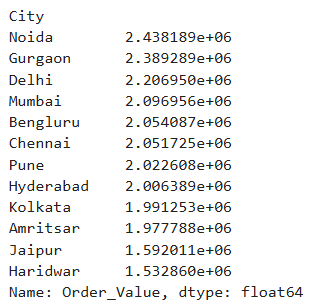 City
Noida 2.438189e+06
Gurgaon 2.389289e+06
Delhi 2.206950e+06
Mumbai 2.096956e+06
Bengluru 2.054087e+06
Chennai 2.051725e+06
Pune 2.022608e+06
Hyderabad 2.006389e+06
Kolkata 1.991253e+06
Amritsar 1.977788e+06
Jaipur 1.592011e+06
Haridwar 1.532860e+06
Name: Order_Value, dtype: float64